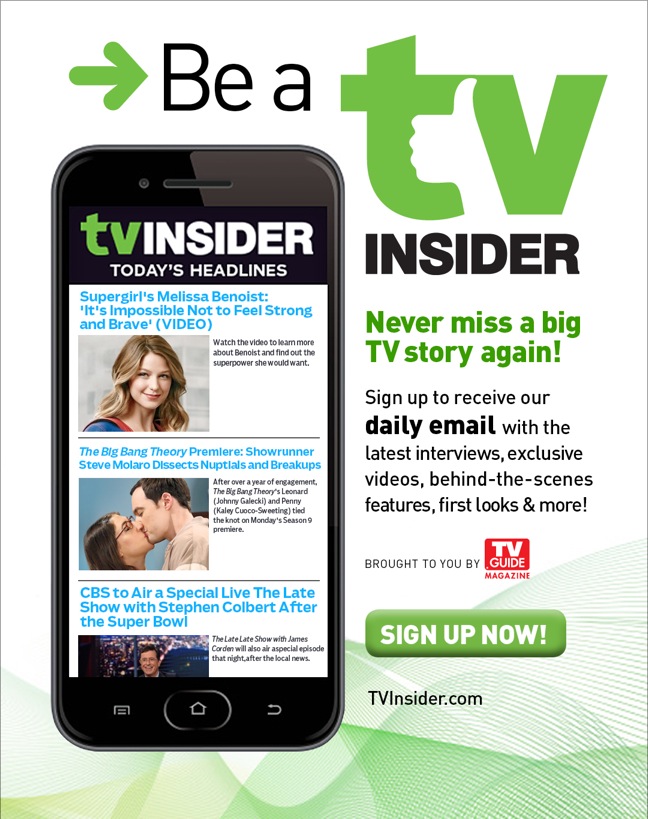 Be a tv
INSIDER
tvINSIDER
TODAY'S HEADLINES
Supergirl's Melissa Benoist:
'It's Impossible Not to Feel Strong
and Brave' (VIDEO)
Watch the video to learn more
about Benoist and find out the
superpower she would want.
The Big Bang Theory Premiere: Showrunner
Steve Molaro Dissects Nuptials and Breakups
After over a year of engagement,
The Big Bang Theory's Leonard
(Johnny Galecki) and Penny
(Kaley Cuoco-Sweeting) tied
the knot on Monday's Season 9
premiere.
CBS to Air a Special Live The Late
Show with Stephen Colbert After
the Super Bowl
The Late Late Show with James
Corden will also air aspecial episode
that night,after the local news.
Never miss a big
TV story again!
Sign up to receive our
daily email with the
latest interviews, exclusive
videos, behind-the-scenes
features, first looks & more!
BROUGHT TO YOU BY TV
GUIDE
MAGAZINE
SIGN UP NOW!
TVInsider.com